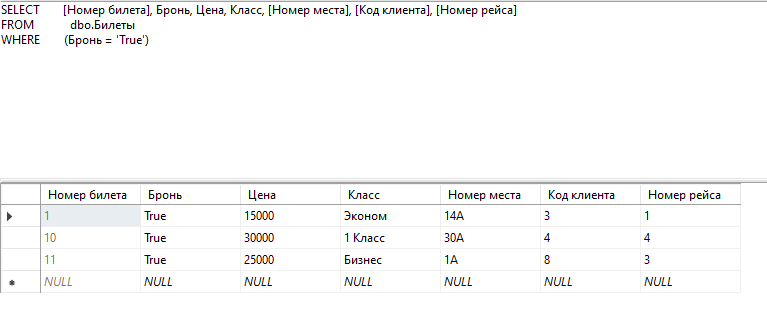 SELECT [Номер билета], Бронь, Цена, Класс, [Номер места], [Код клиента], [Номер рейса]
FROM dbo.Билеты
WHERE (Бронь = 'True')
Номер билета Бронь Цена Класс Номер места Код клиента Номер рейса
1 True 15000 Эконом 14A 3 1
10 True 30000 1 Класс 30A 4 4
11 True 25000 Бизнес 1A 8 3
NULL NULL NULL NULL NULL NULL NULL